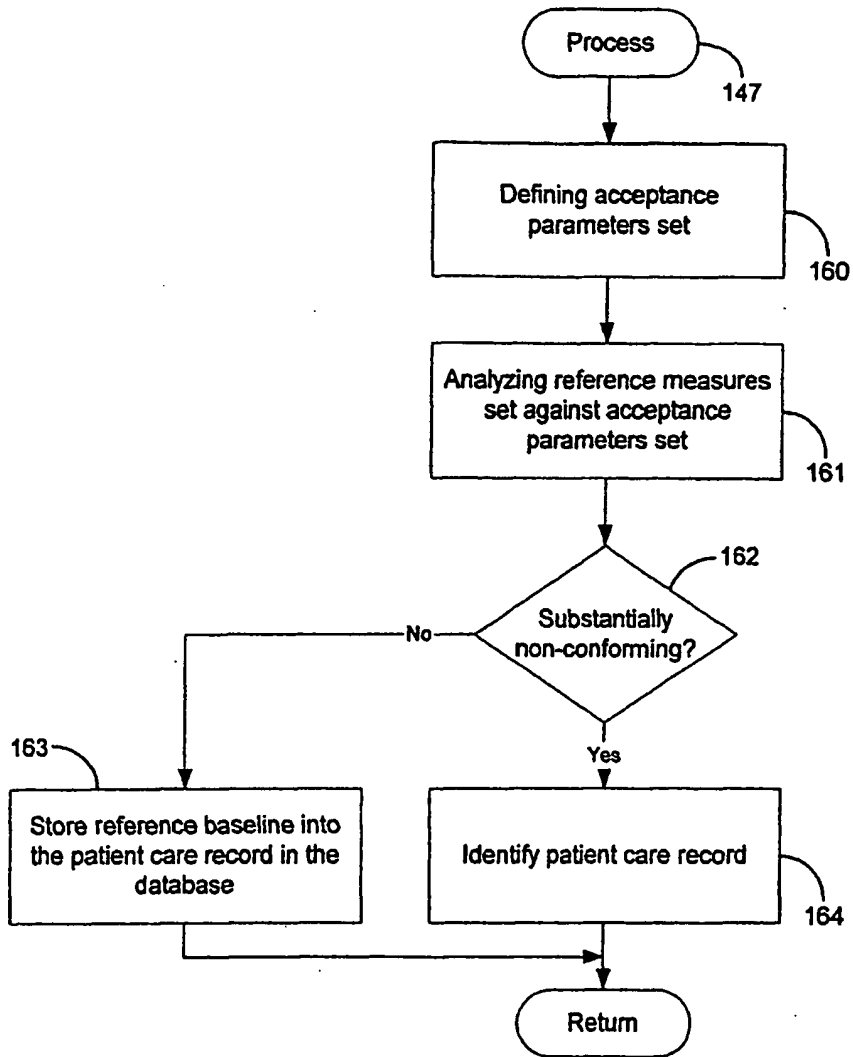 Process
147
Defining acceptance
parameters set
160
Analyzing reference measures
set against acceptance
parameters set
161
162
Substantially
non-conforming?
No
Yes
163
Store reference baseline into
the patient care record in the
database
Identify patient care record
164
Return